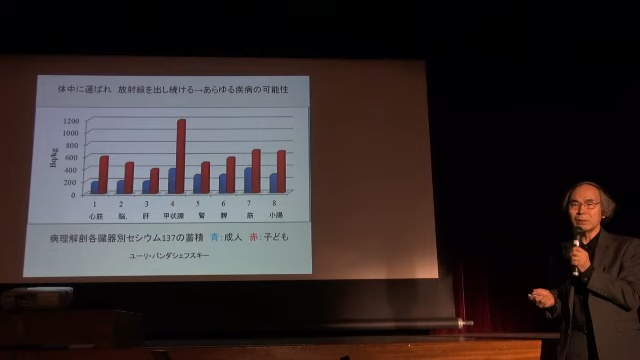 体中に運ばれ 放射線を出し続ける→あらゆる疾病の可能性
Bq/kg
1200
1000
800
600
400
200
0
1 2 3 4 5 6 7 8
心筋 脳、 肝 甲状腺 腎 脾 筋 小腸
病理解剖各臓器別セシウム137の蓄積 青:成人 赤:子ども
ユーリ・バンダシェフスキー